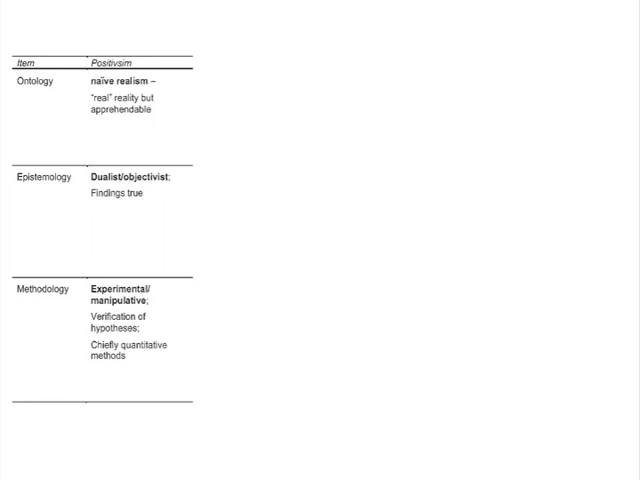 Item Positivsim
Ontology naïve realism –
“real” reality but
apprehendable
Epistemology Dualist/objectivist;
Findings true
Methodology Experimental/
manipulative;
Verification of
hypotheses;
Chiefly quantitative
methods